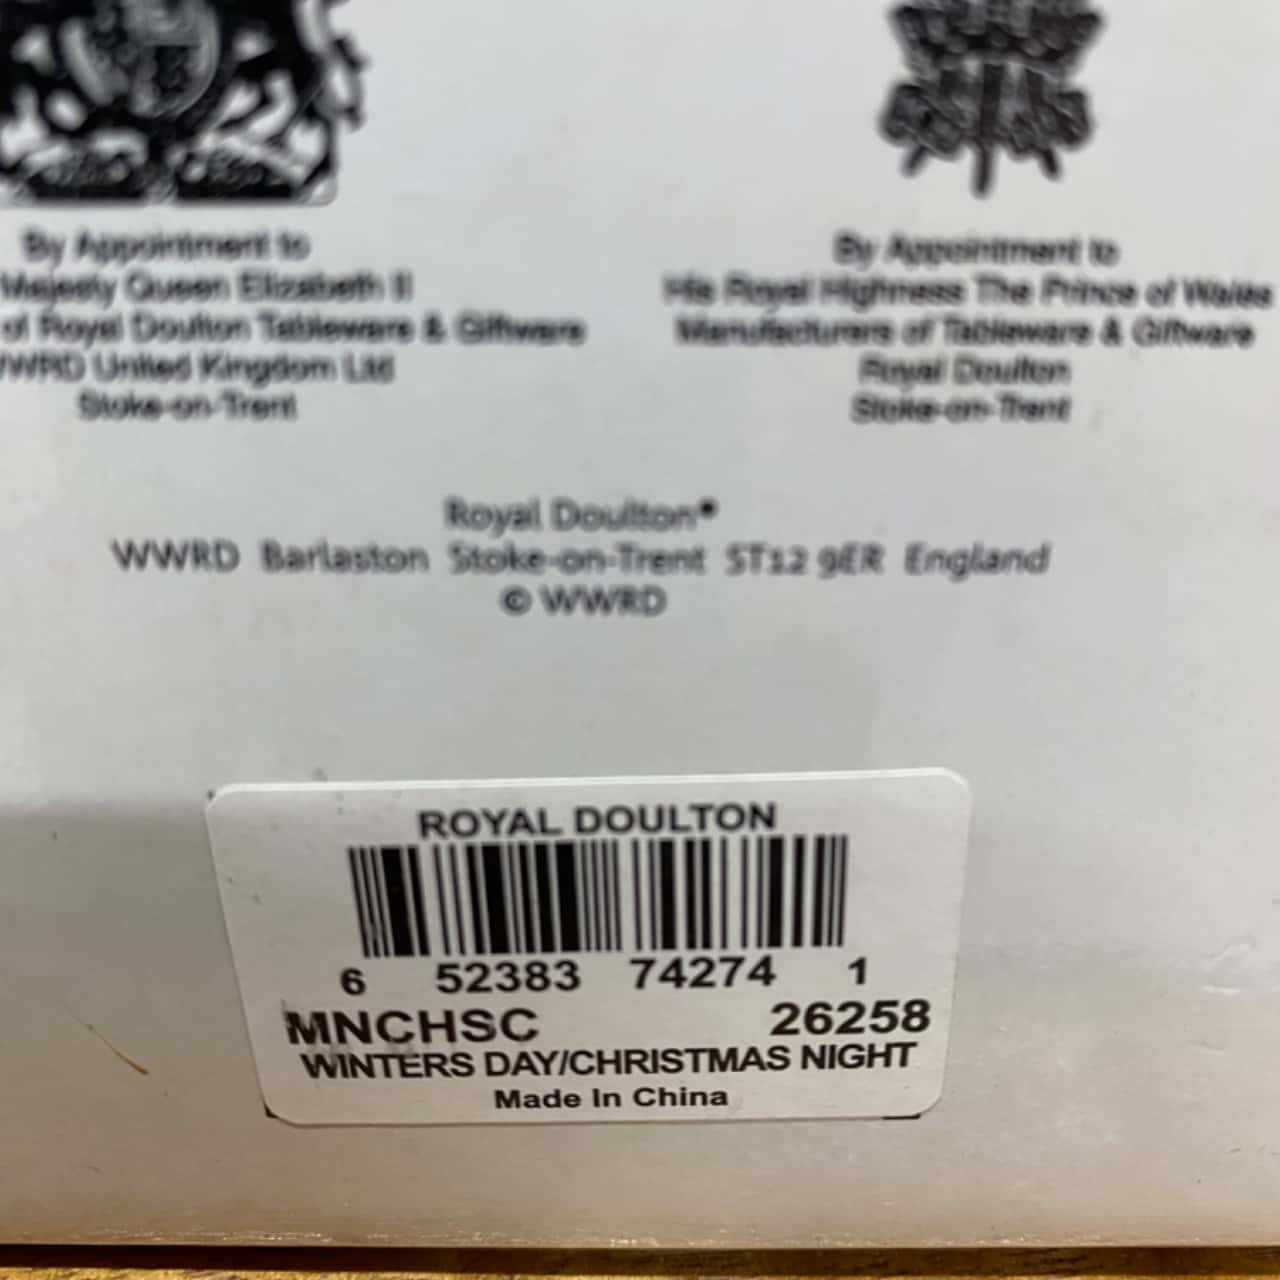 By Appointment to
Majesty Queen Elizabeth II
of Royal Doulton Tableware & Giftware
WWRD United Kingdom Ltd
Stoke-on-Trent
By Appointment to
His Royal Highness The Prince of Wales
Manufacturers of Tableware & Giftware
Royal Doulton
Stoke-on-Trent
Royal Doulton®
WWRD Barlaston Stoke-on-Trent ST12 9ER England
© WWRD
ROYAL DOULTON
6 52383 74274 1
MNCHSC 26258
WINTERS DAY/CHRISTMAS NIGHT
Made In China